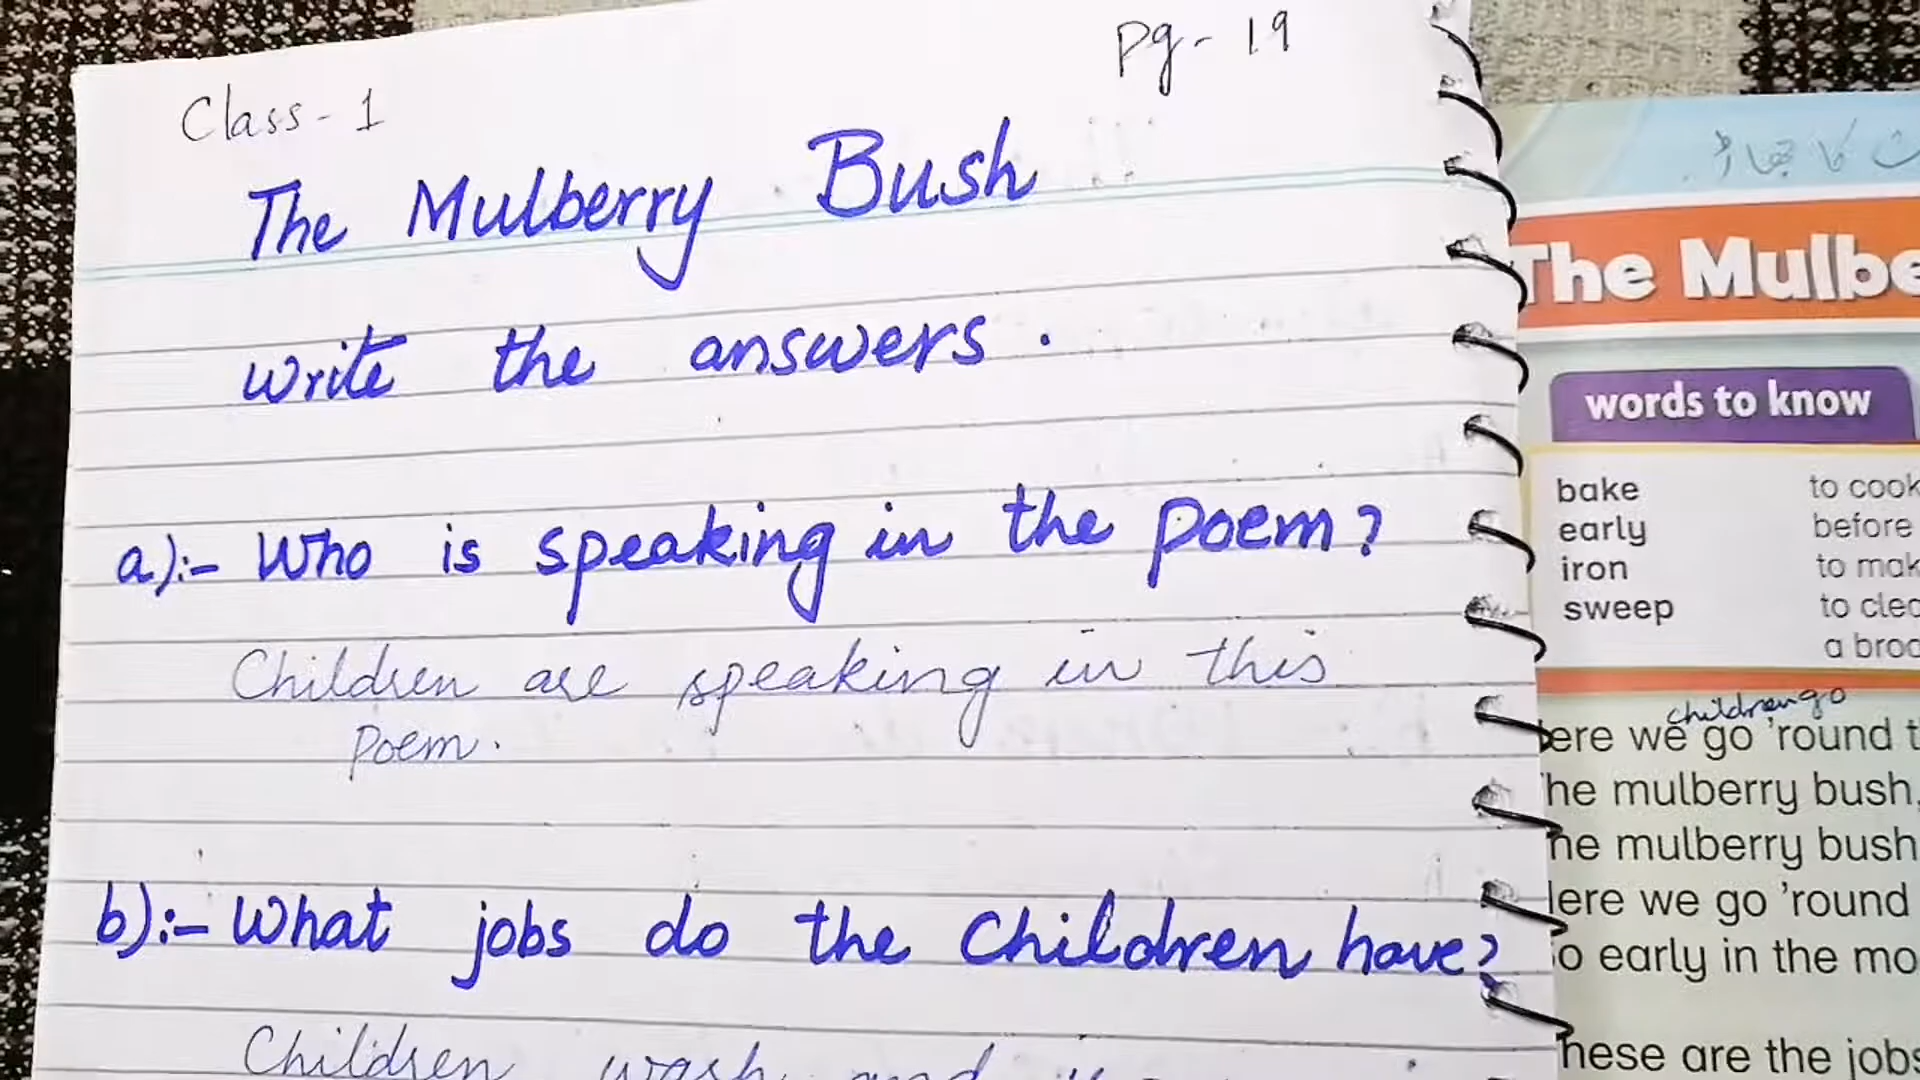 Class - 1
Pg - 19
The Mulberry Bush
write the answers.
a):- Who is speaking in the poem?
Children are speaking in this
poem.
b):- What jobs do the Children have?
Children wash and
The Mulbe
words to know
bake to cook
early before
iron to mak
sweep to clea
a broo
children go
ere we go 'round t
he mulberry bush,
he mulberry bush
ere we go 'round
o early in the mo
hese are the jobs